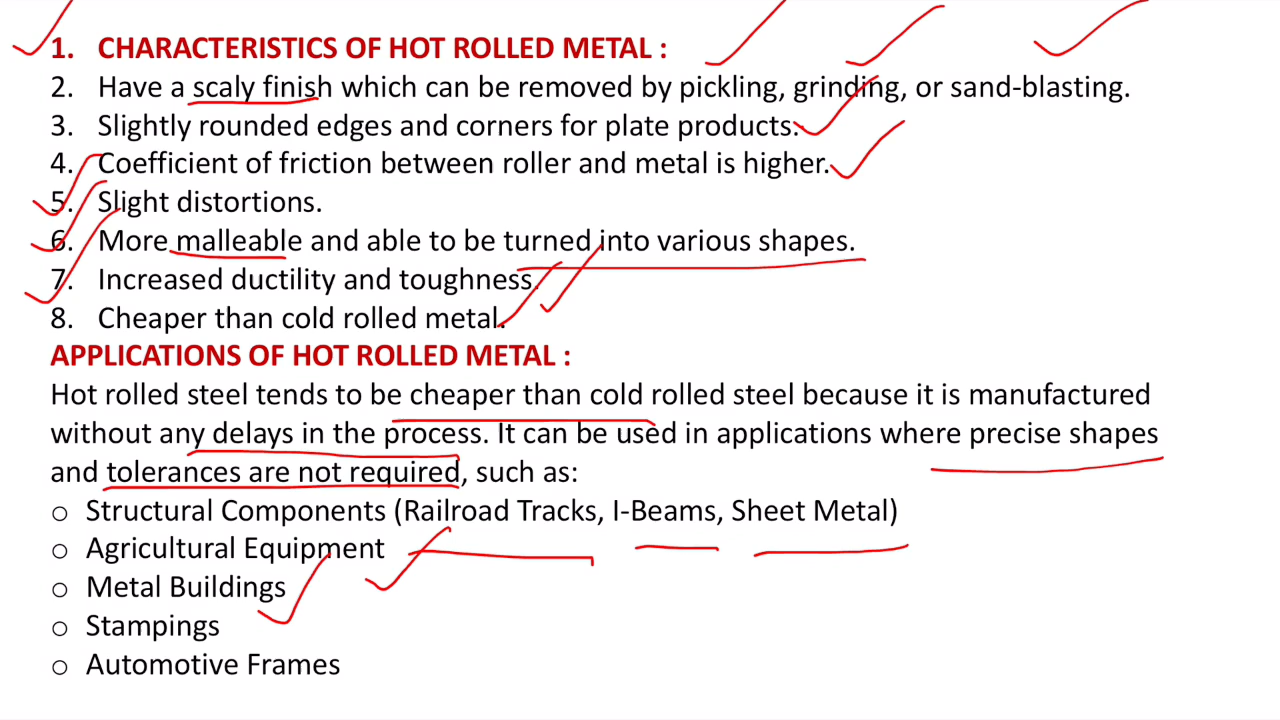 1. CHARACTERISTICS OF HOT ROLLED METAL :
2. Have a scaly finish which can be removed by pickling, grinding, or sand-blasting.
3. Slightly rounded edges and corners for plate products.
4. Coefficient of friction between roller and metal is higher.
5. Slight distortions.
6. More malleable and able to be turned into various shapes.
7. Increased ductility and toughness.
8. Cheaper than cold rolled metal.
APPLICATIONS OF HOT ROLLED METAL :
Hot rolled steel tends to be cheaper than cold rolled steel because it is manufactured
without any delays in the process. It can be used in applications where precise shapes
and tolerances are not required, such as:
o Structural Components (Railroad Tracks, I-Beams, Sheet Metal)
o Agricultural Equipment
o Metal Buildings
o Stampings
o Automotive Frames